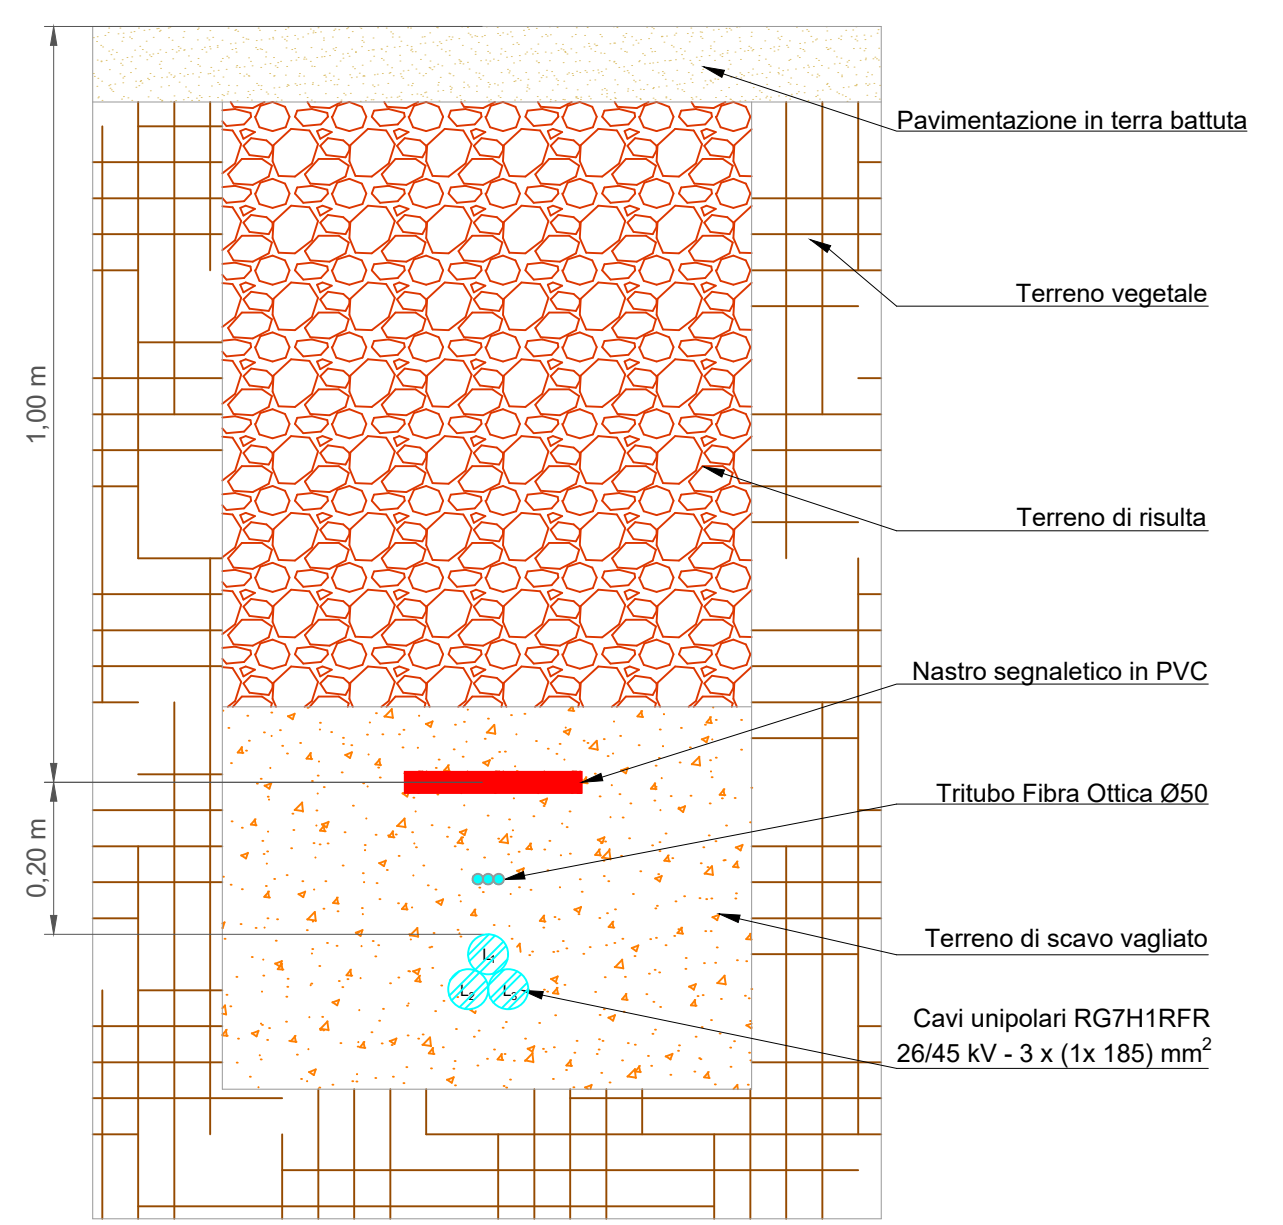 Pavimentazione in terra battuta
Terreno vegetale
1,00 m
Terreno di risulta
Nastro segnaletico in PVC
Tritubo Fibra Ottica Ø50
0,20 m
Terreno di scavo vagliato
L1
L2 L3
Cavi unipolari RG7H1RFR
26/45 kV - 3 x (1x 185) mm²